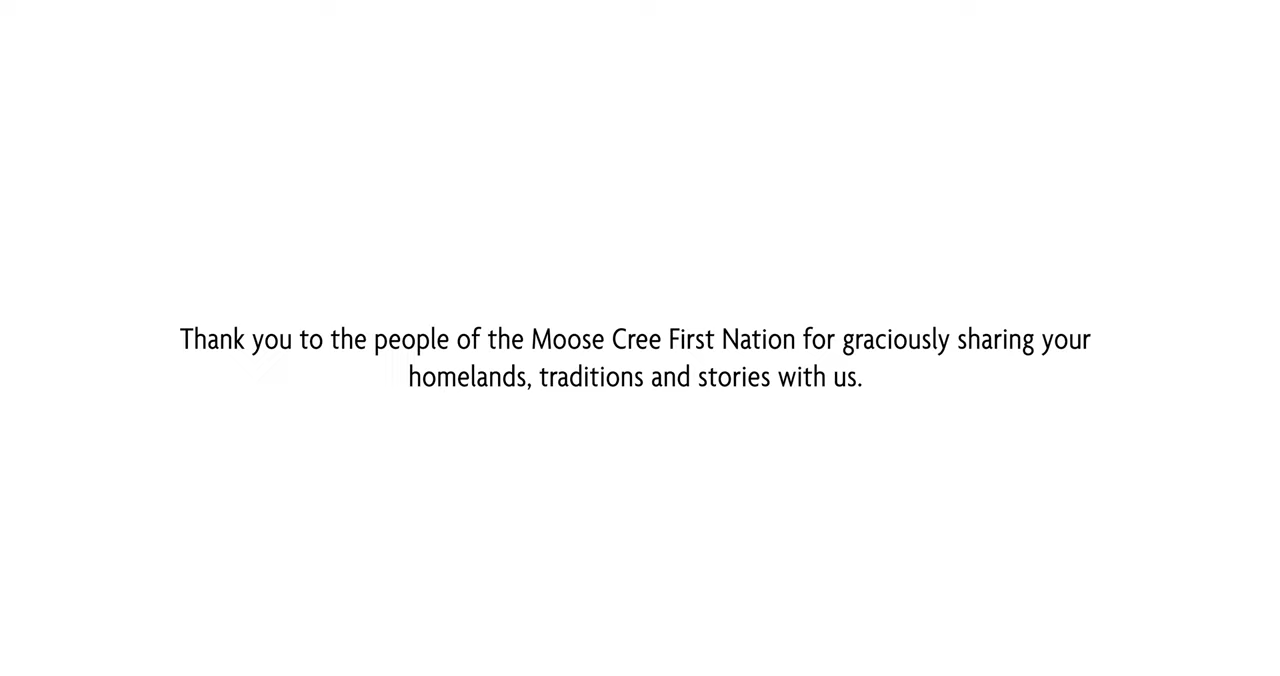 Thank you to the people of the Moose Cree First Nation for graciously sharing your
homelands, traditions and stories with us.